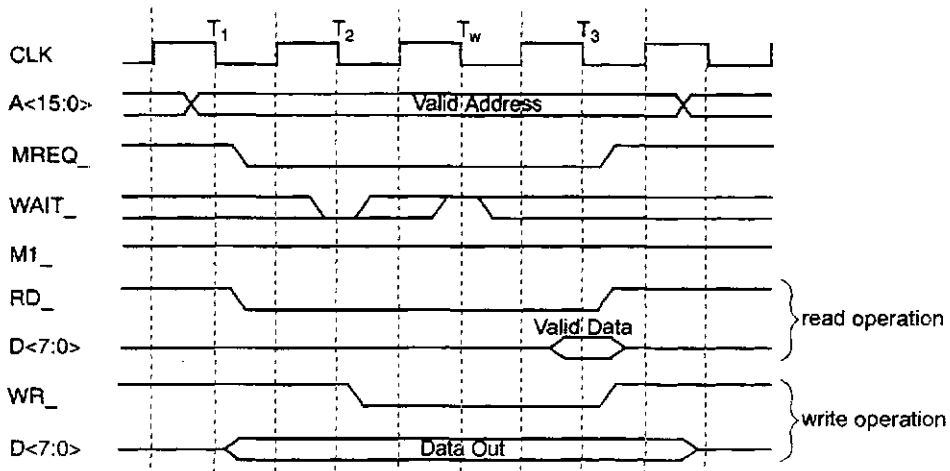 T1 T2 Tw T3
CLK
A<15:0> Valid Address
MREQ_
WAIT_
M1_
RD_
read operation
Valid Data
D<7:0>
WR_
write operation
D<7:0> Data Out